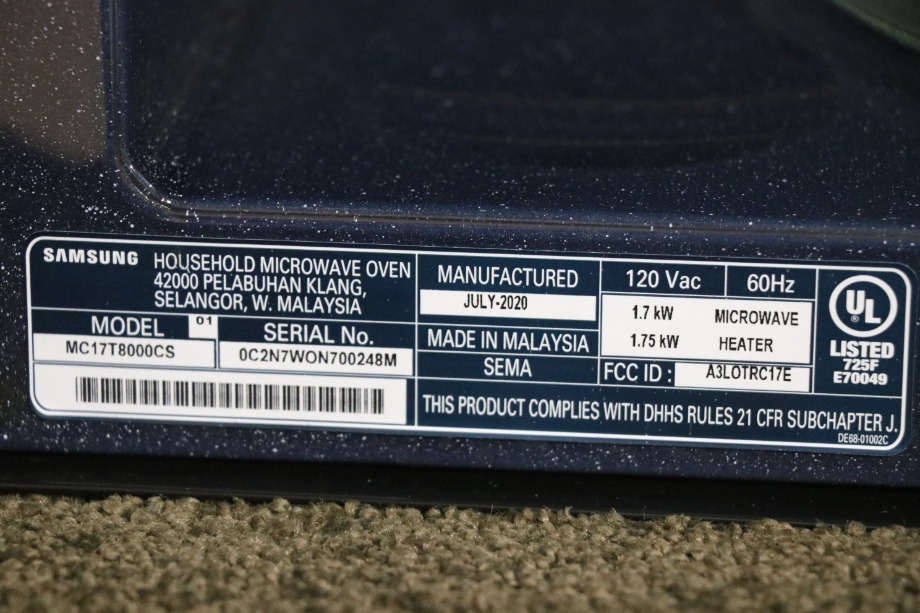 SAMSUNG
HOUSEHOLD MICROWAVE OVEN
42000 PELABUHAN KLANG,
SELANGOR, W. MALAYSIA
MODEL 01
MC17T8000CS
SERIAL No.
0C2N7WON700248M
MANUFACTURED
JULY-2020
MADE IN MALAYSIA
SEMA
120 Vac 60Hz
1.7 kW MICROWAVE
1.75 kW HEATER
FCC ID : A3LOTRC17E
THIS PRODUCT COMPLIES WITH DHHS RULES 21 CFR SUBCHAPTER J.
DE68-01002C
UL ®
LISTED
725F
E70049